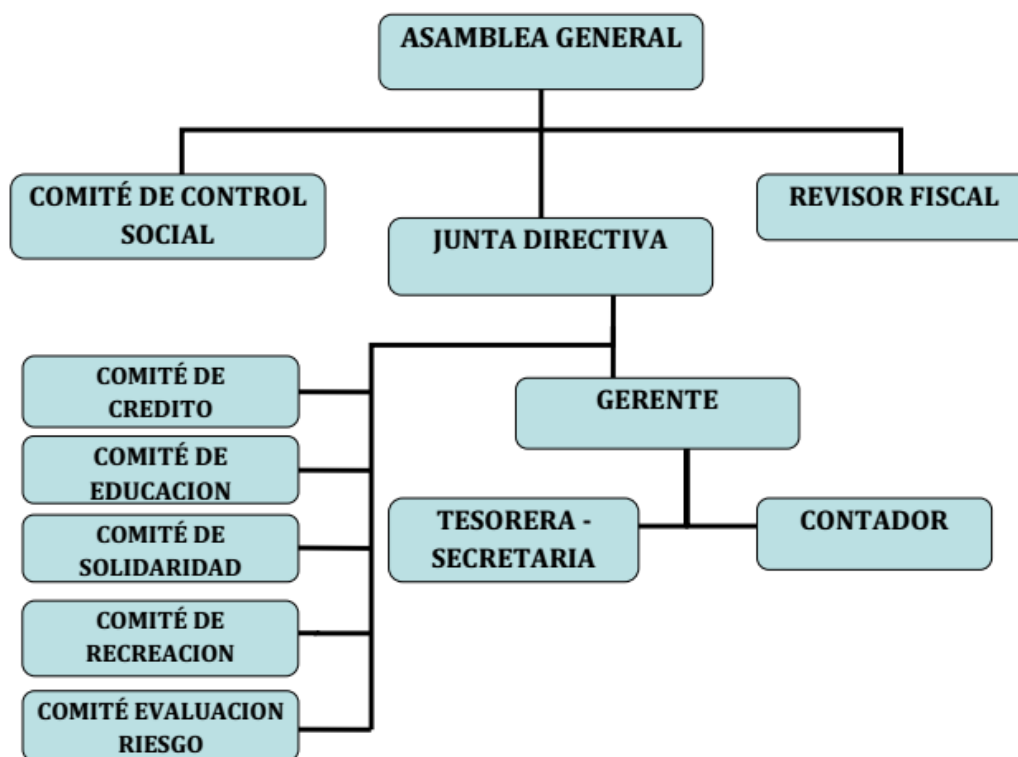 ASAMBLEA GENERAL
COMITÉ DE CONTROL
SOCIAL
REVISOR FISCAL
JUNTA DIRECTIVA
COMITÉ DE
CREDITO
GERENTE
COMITÉ DE
EDUCACION
TESORERA -
SECRETARIA
CONTADOR
COMITÉ DE
SOLIDARIDAD
COMITÉ DE
RECREACION
COMITÉ EVALUACION
RIESGO